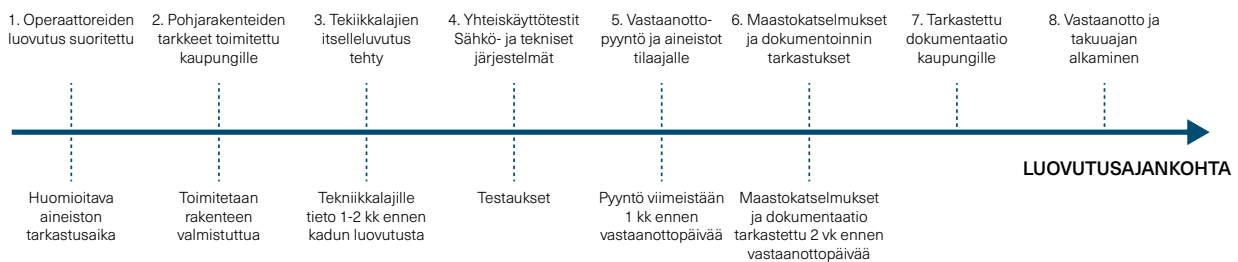 1. Operaattoreiden
luovutus suoritettu
2. Pohjarakenteiden
tarkkeet toimitettu
kaupungille
3. Tekiikkalajien
itselleluvutus
tehty
4. Yhteiskäyttötestit
Sähkö- ja tekniset
järjestelmät
5. Vastaanotto-
pyyntö ja aineistot
tilaajalle
6. Maastokatselmukset
ja dokumentoinnin
tarkastukset
7. Tarkastettu
dokumentaatio
kaupungille
8. Vastaanotto ja
takuuajan
alkaminen
LUOVUTUSAJANKOHTA
Huomioitava
aineiston
tarkastusaika
Toimitetaan
rakenteen
valmistuttua
Tekniikkalajille
tieto 1-2 kk ennen
kadun luovutusta
Testaukset
Pyyntö viimeistään
1 kk ennen
vastaanottopäivää
Maastokatselmukset
ja dokumentaatio
tarkastettu 2 vk ennen
vastaanottopäivää